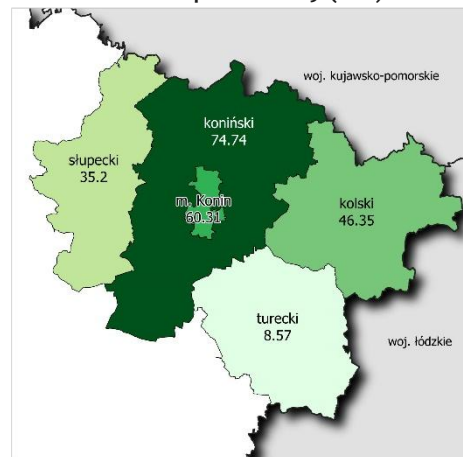 woj. kujawsko-pomorskie
koniński
74.74
słupecki
35.2
m. Konin
60.31
kolski
46.35
turecki
8.57
woj. łódzkie